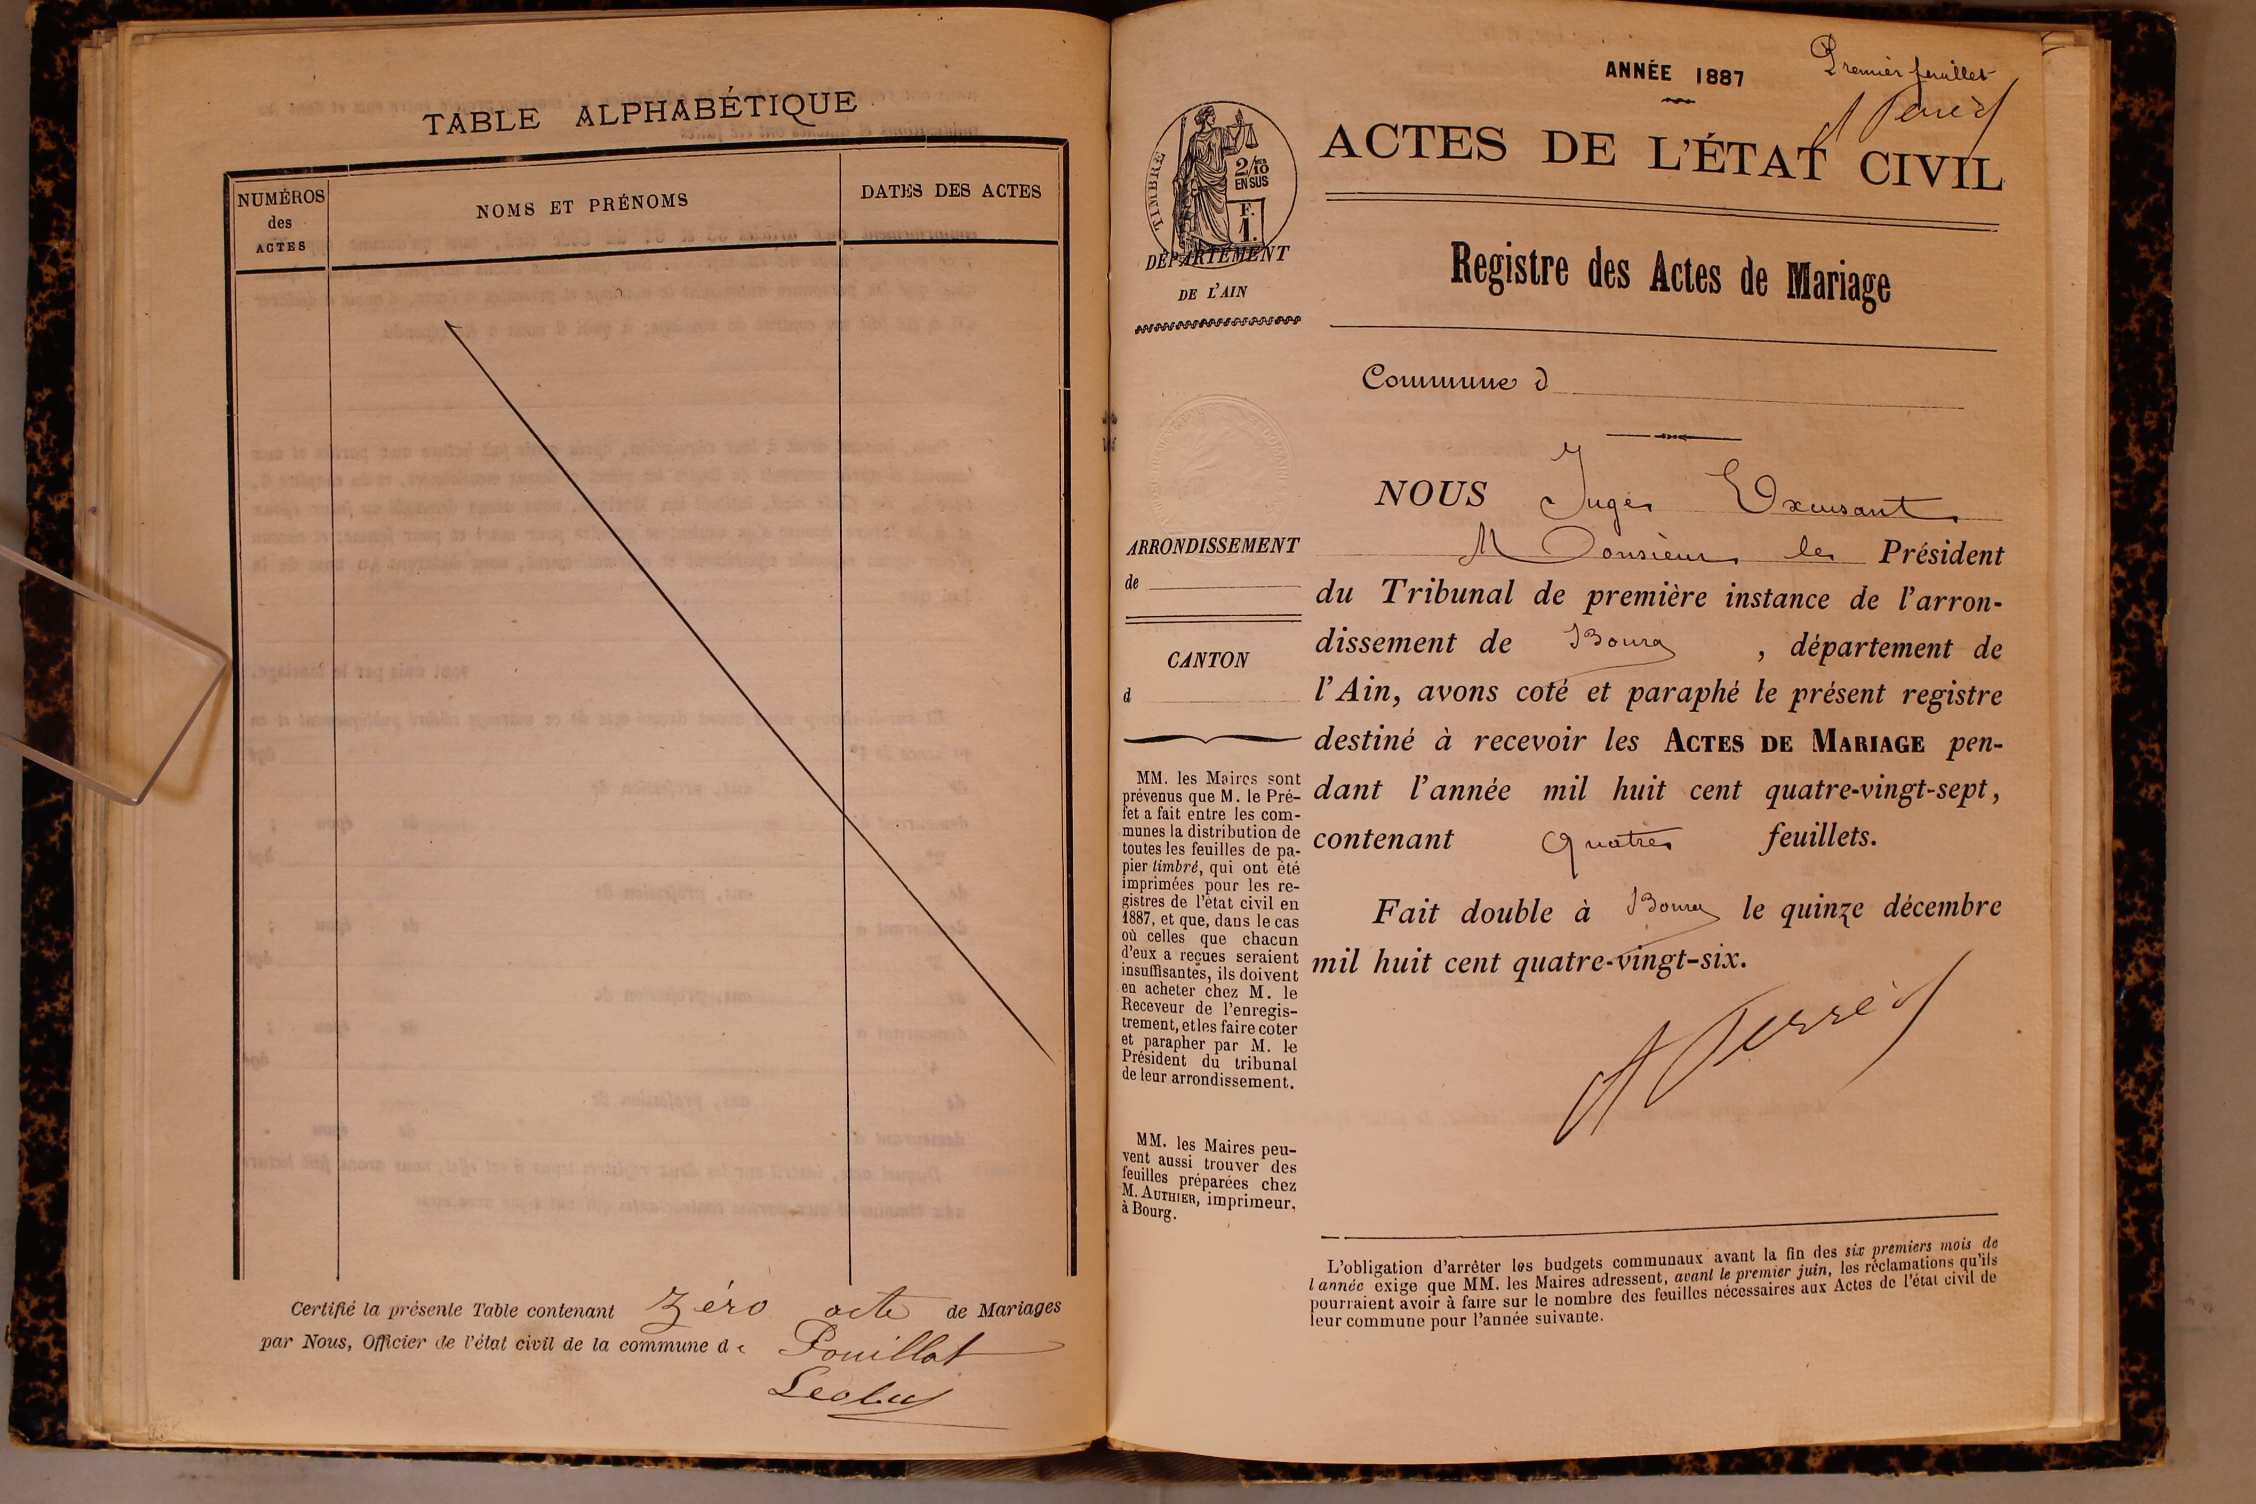 TABLE ALPHABÉTIQUE
NUMÉROS
des
ACTES
NOMS ET PRÉNOMS
DATES DES ACTES
Certifié la présente Table contenant zéro acte de Mariages
par Nous, Officier de l'état civil de la commune de Pouillat
ANNÉE 1887
Premier feuillet
ACTES DE L'ÉTAT CIVIL
TIMBRE
2/10es
EN SUS
F.
1.
DÉPARTEMENT
DE L'AIN
Registre des Actes de Mariage
Commune d
ARRONDISSEMENT
de
CANTON
d
MM. les Maires sont
prévenus que M. le Pré-
fet a fait entre les com-
munes la distribution de
toutes les feuilles de pa-
pier timbré, qui ont été
imprimées pour les re-
gistres de l'état civil en
1887, et que, dans le cas
où celles que chacun
d'eux a reçues seraient
insuffisantes, ils doivent
en acheter chez M. le
Receveur de l'enregis-
trement, et les faire coter
et parapher par M. le
Président du tribunal
de leur arrondissement.
MM. les Maires peu-
vent aussi trouver des
feuilles préparées chez
M. AUTHIER, imprimeur,
à Bourg.
NOUS Juge
Monsieur le Président
du Tribunal de première instance de l'arron-
dissement de Bourg, département de
l'Ain, avons coté et paraphé le présent registre
destiné à recevoir les ACTES DE MARIAGE pen-
dant l'année mil huit cent quatre-vingt-sept,
contenant quatre feuillets.
Fait double à Bourg le quinze décembre
mil huit cent quatre-vingt-six.
L'obligation d'arrêter les budgets communaux avant la fin des six premiers mois de
l'année exige que MM. les Maires adressent, avant le premier juin, les réclamations qu'ils
pourraient avoir à faire sur le nombre des feuilles nécessaires aux Actes de l'état civil de
leur commune pour l'année suivante.